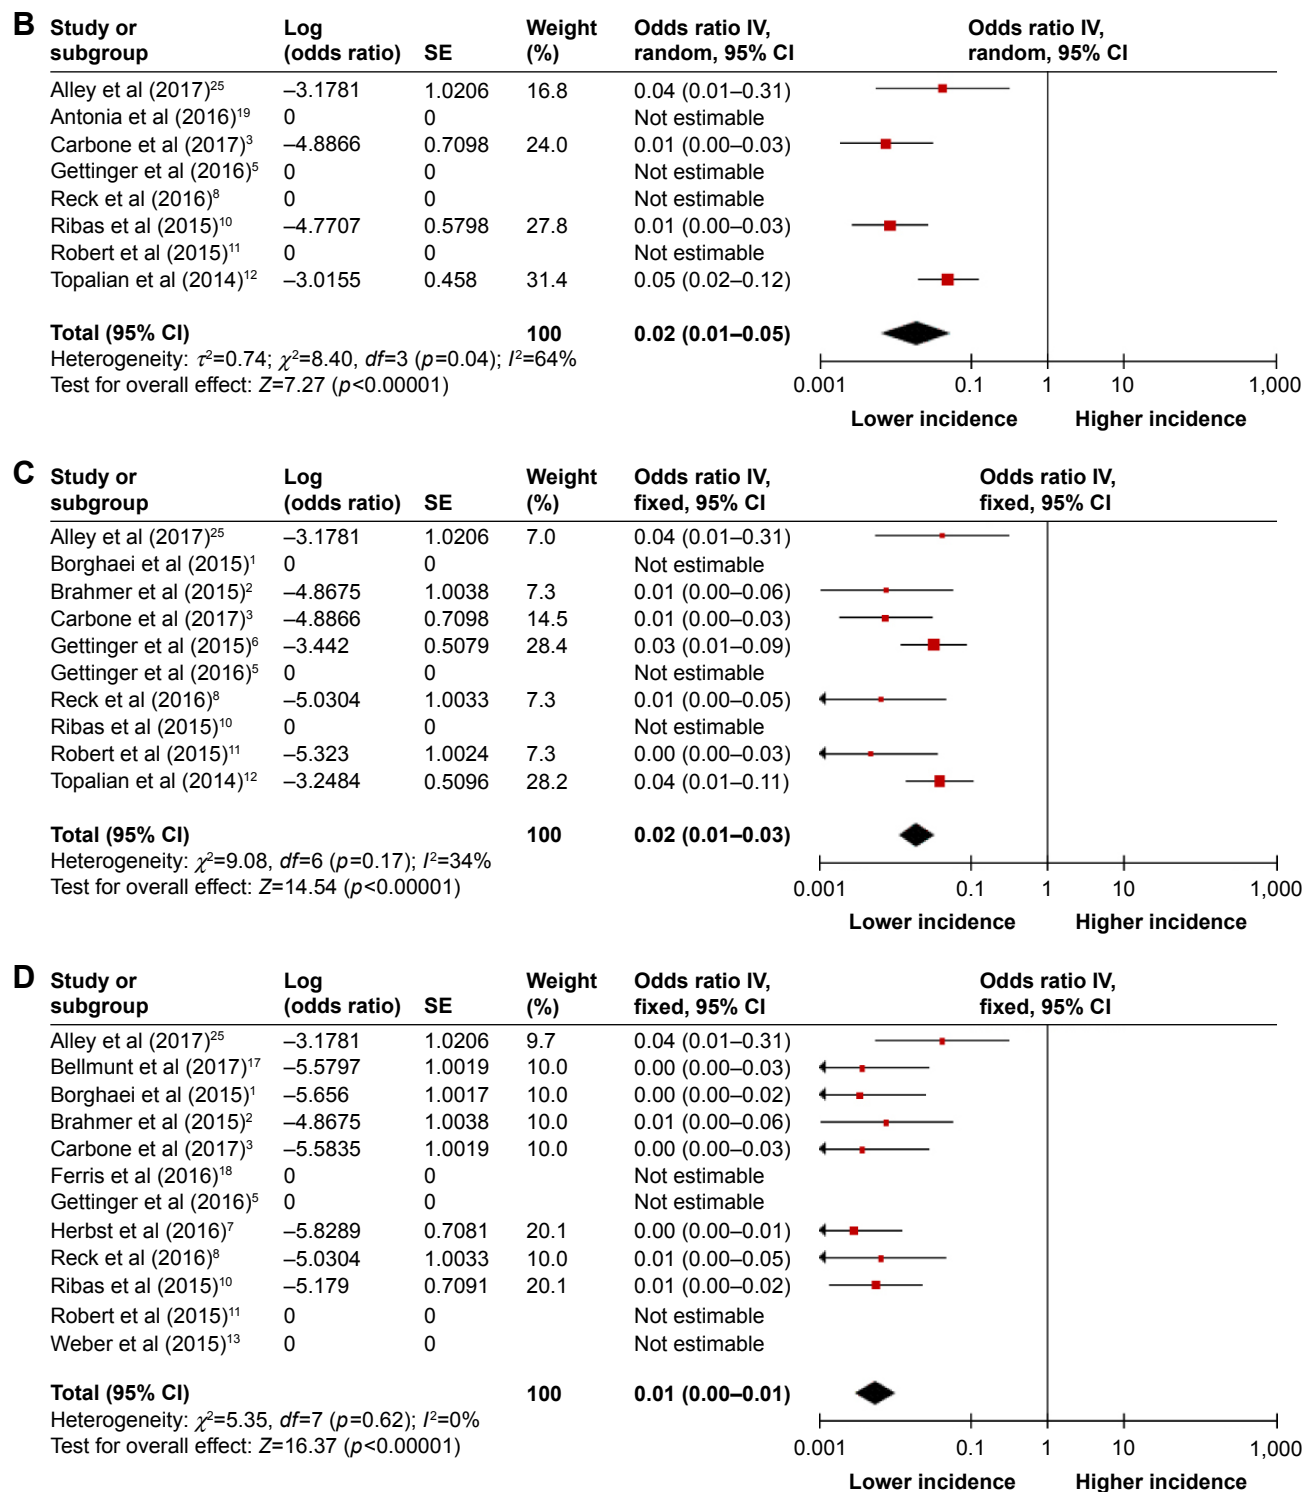 B Study or subgroup Log (odds ratio) SE Weight (%) Odds ratio IV, random, 95% CI Odds ratio IV, random, 95% CI
Alley et al (2017)²⁵ –3.1781 1.0206 16.8 0.04 (0.01–0.31)
Antonia et al (2016)¹⁹ 0 0 Not estimable
Carbone et al (2017)³ –4.8866 0.7098 24.0 0.01 (0.00–0.03)
Gettinger et al (2016)⁵ 0 0 Not estimable
Reck et al (2016)⁸ 0 0 Not estimable
Ribas et al (2015)¹⁰ –4.7707 0.5798 27.8 0.01 (0.00–0.03)
Robert et al (2015)¹¹ 0 0 Not estimable
Topalian et al (2014)¹² –3.0155 0.458 31.4 0.05 (0.02–0.12)
Total (95% CI) 100 0.02 (0.01–0.05)
Heterogeneity: τ²=0.74; χ²=8.40, df=3 (p=0.04); I²=64%
Test for overall effect: Z=7.27 (p<0.00001)
0.001 0.1 1 10 1,000
Lower incidence Higher incidence
C Study or subgroup Log (odds ratio) SE Weight (%) Odds ratio IV, fixed, 95% CI Odds ratio IV, fixed, 95% CI
Alley et al (2017)²⁵ –3.1781 1.0206 7.0 0.04 (0.01–0.31)
Borghaei et al (2015)¹ 0 0 Not estimable
Brahmer et al (2015)² –4.8675 1.0038 7.3 0.01 (0.00–0.06)
Carbone et al (2017)³ –4.8866 0.7098 14.5 0.01 (0.00–0.03)
Gettinger et al (2015)⁶ –3.442 0.5079 28.4 0.03 (0.01–0.09)
Gettinger et al (2016)⁵ 0 0 Not estimable
Reck et al (2016)⁸ –5.0304 1.0033 7.3 0.01 (0.00–0.05)
Ribas et al (2015)¹⁰ 0 0 Not estimable
Robert et al (2015)¹¹ –5.323 1.0024 7.3 0.00 (0.00–0.03)
Topalian et al (2014)¹² –3.2484 0.5096 28.2 0.04 (0.01–0.11)
Total (95% CI) 100 0.02 (0.01–0.03)
Heterogeneity: χ²=9.08, df=6 (p=0.17); I²=34%
Test for overall effect: Z=14.54 (p<0.00001)
0.001 0.1 1 10 1,000
Lower incidence Higher incidence
D Study or subgroup Log (odds ratio) SE Weight (%) Odds ratio IV, fixed, 95% CI Odds ratio IV, fixed, 95% CI
Alley et al (2017)²⁵ –3.1781 1.0206 9.7 0.04 (0.01–0.31)
Bellmunt et al (2017)¹⁷ –5.5797 1.0019 10.0 0.00 (0.00–0.03)
Borghaei et al (2015)¹ –5.656 1.0017 10.0 0.00 (0.00–0.02)
Brahmer et al (2015)² –4.8675 1.0038 10.0 0.01 (0.00–0.06)
Carbone et al (2017)³ –5.5835 1.0019 10.0 0.00 (0.00–0.03)
Ferris et al (2016)¹⁸ 0 0 Not estimable
Gettinger et al (2016)⁵ 0 0 Not estimable
Herbst et al (2016)⁷ –5.8289 0.7081 20.1 0.00 (0.00–0.01)
Reck et al (2016)⁸ –5.0304 1.0033 10.0 0.01 (0.00–0.05)
Ribas et al (2015)¹⁰ –5.179 0.7091 20.1 0.01 (0.00–0.02)
Robert et al (2015)¹¹ 0 0 Not estimable
Weber et al (2015)¹³ 0 0 Not estimable
Total (95% CI) 100 0.01 (0.00–0.01)
Heterogeneity: χ²=5.35, df=7 (p=0.62); I²=0%
Test for overall effect: Z=16.37 (p<0.00001)
0.001 0.1 1 10 1,000
Lower incidence Higher incidence